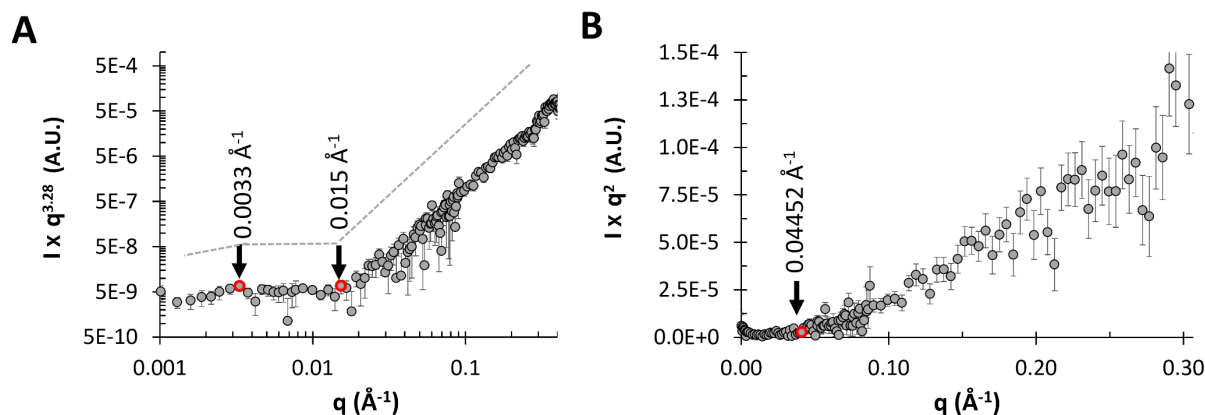 A
I x q3.28 (A.U.)
5E-4
5E-5
5E-6
5E-7
5E-8
5E-9
5E-10
0.0033 Å-1
0.015 Å-1
0.001
0.01
0.1
q (Å-1)
B
I x q2 (A.U.)
1.5E-4
1.3E-4
1.0E-4
7.5E-5
5.0E-5
2.5E-5
0.0E+0
0.04452 Å-1
0.00
0.10
0.20
0.30
q (Å-1)